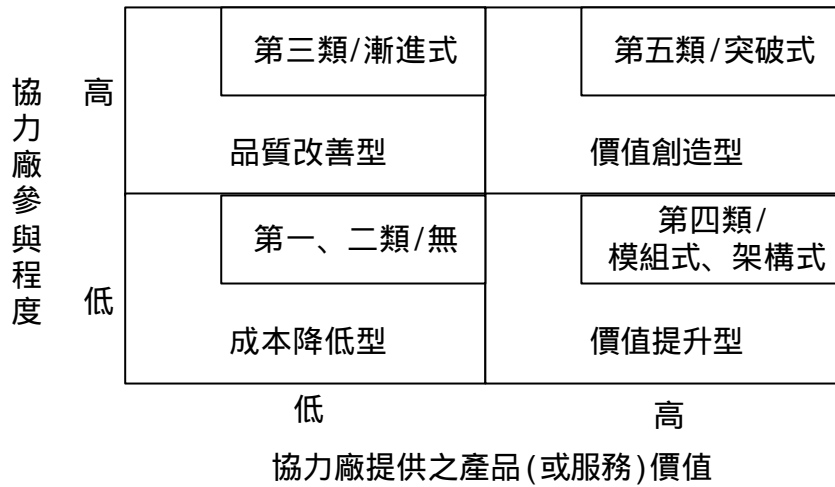 協力廠參與程度
高
第三類/漸進式
品質改善型
第五類/突破式
價值創造型
低
第一、二類/無
成本降低型
第四類/
模組式、架構式
價值提升型
低
高
協力廠提供之產品(或服務)價值